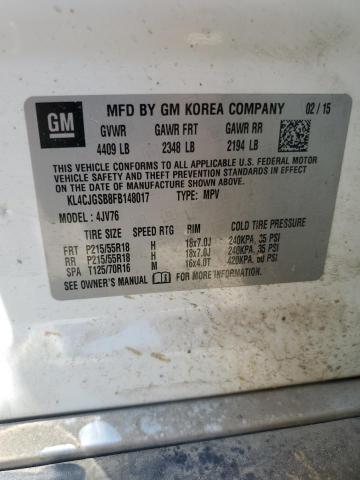 GM
MFD BY GM KOREA COMPANY 02 / 15
GVWR GAWR FRT GAWR RR
4409 LB 2348 LB 2194 LB
THIS VEHICLE CONFORMS TO ALL APPLICABLE U.S. FEDERAL MOTOR
VEHICLE SAFETY AND THEFT PREVENTION STANDARDS IN EFFECT
ON THE DATE OF MANUFACTURE SHOWN ABOVE.
KL4CJGSB8FB148017 TYPE: MPV
MODEL : 4JV76
TIRE SIZE SPEED RTG RIM COLD TIRE PRESSURE
FRT P215/55R18 H 18x7.0J 240KPA, 35 PSI
RR P215/55R18 H 18x7.0J 240KPA, 35 PSI
SPA T125/70R16 M 16x4.0T 420KPA, 60 PSI
SEE OWNER'S MANUAL FOR MORE INFORMATION